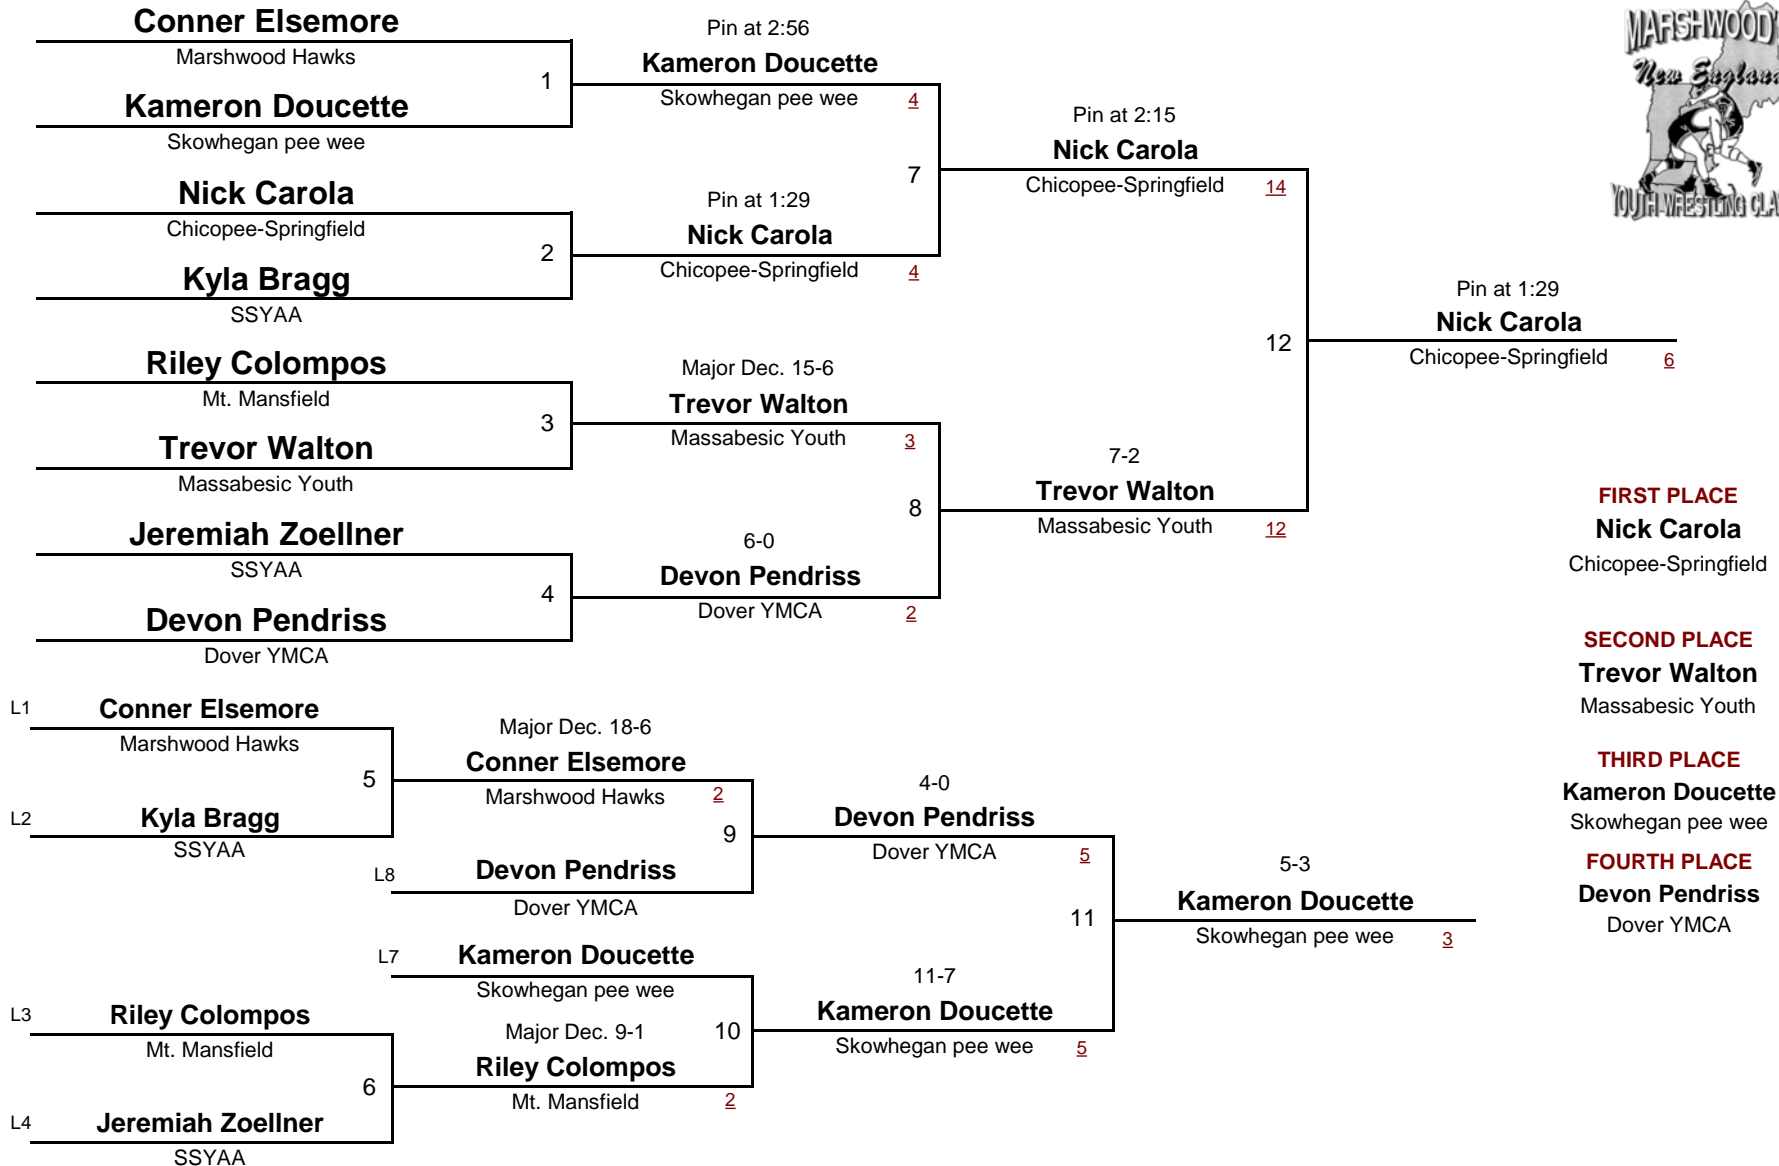 Conner Elsemore
Marshwood Hawks
1
Kameron Doucette
Skowhegan pee wee
Nick Carola
Chicopee-Springfield
2
Kyla Bragg
SSYAA
Riley Colompos
Mt. Mansfield
3
Trevor Walton
Massabesic Youth
Jeremiah Zoellner
SSYAA
4
Devon Pendriss
Dover YMCA
Pin at 2:56
Kameron Doucette
Skowhegan pee wee 4
7
Pin at 1:29
Nick Carola
Chicopee-Springfield 4
Major Dec. 15-6
Trevor Walton
Massabesic Youth 3
8
6-0
Devon Pendriss
Dover YMCA 2
Pin at 2:15
Nick Carola
Chicopee-Springfield 14
12
7-2
Trevor Walton
Massabesic Youth 12
Pin at 1:29
Nick Carola
Chicopee-Springfield 6
MARSHWOOD'
New England
YOUTH WRESTLING CLA
FIRST PLACE
Nick Carola
Chicopee-Springfield
SECOND PLACE
Trevor Walton
Massabesic Youth
THIRD PLACE
Kameron Doucette
Skowhegan pee wee
FOURTH PLACE
Devon Pendriss
Dover YMCA
L1 Conner Elsemore
Marshwood Hawks
5
L2 Kyla Bragg
SSYAA
Major Dec. 18-6
Conner Elsemore
Marshwood Hawks 2
9
L8 Devon Pendriss
Dover YMCA
L7 Kameron Doucette
Skowhegan pee wee
10
L3 Riley Colompos
Mt. Mansfield
6
L4 Jeremiah Zoellner
SSYAA
Major Dec. 9-1
Riley Colompos
Mt. Mansfield 2
4-0
Devon Pendriss
Dover YMCA 5
11
11-7
Kameron Doucette
Skowhegan pee wee 5
5-3
Kameron Doucette
Skowhegan pee wee 3